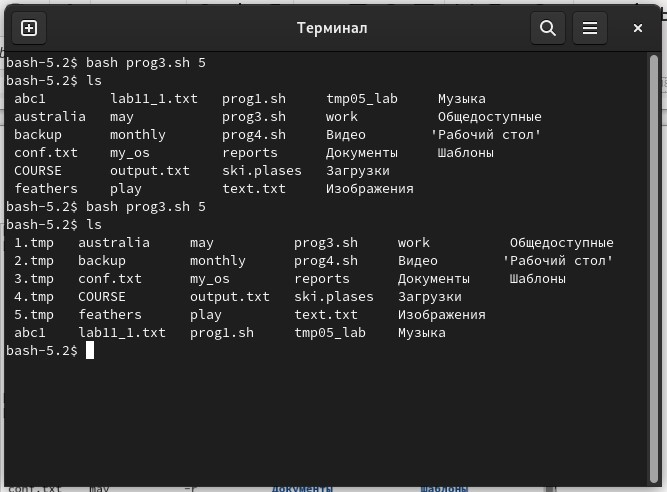 Терминал
bash-5.2$ bash prog3.sh 5
bash-5.2$ ls
abc1 lab11_1.txt prog1.sh tmp05_lab Музыка
australia may prog3.sh work Общедоступные
backup monthly prog4.sh Видео 'Рабочий стол'
conf.txt my_os reports Документы Шаблоны
COURSE output.txt ski.plases Загрузки
feathers play text.txt Изображения
bash-5.2$ bash prog3.sh 5
bash-5.2$ ls
1.tmp australia may prog3.sh work Общедоступные
2.tmp backup monthly prog4.sh Видео 'Рабочий стол'
3.tmp conf.txt my_os reports Документы Шаблоны
4.tmp COURSE output.txt ski.plases Загрузки
5.tmp feathers play text.txt Изображения
abc1 lab11_1.txt prog1.sh tmp05_lab Музыка
bash-5.2$
conf.txt may Документы Шаблоны